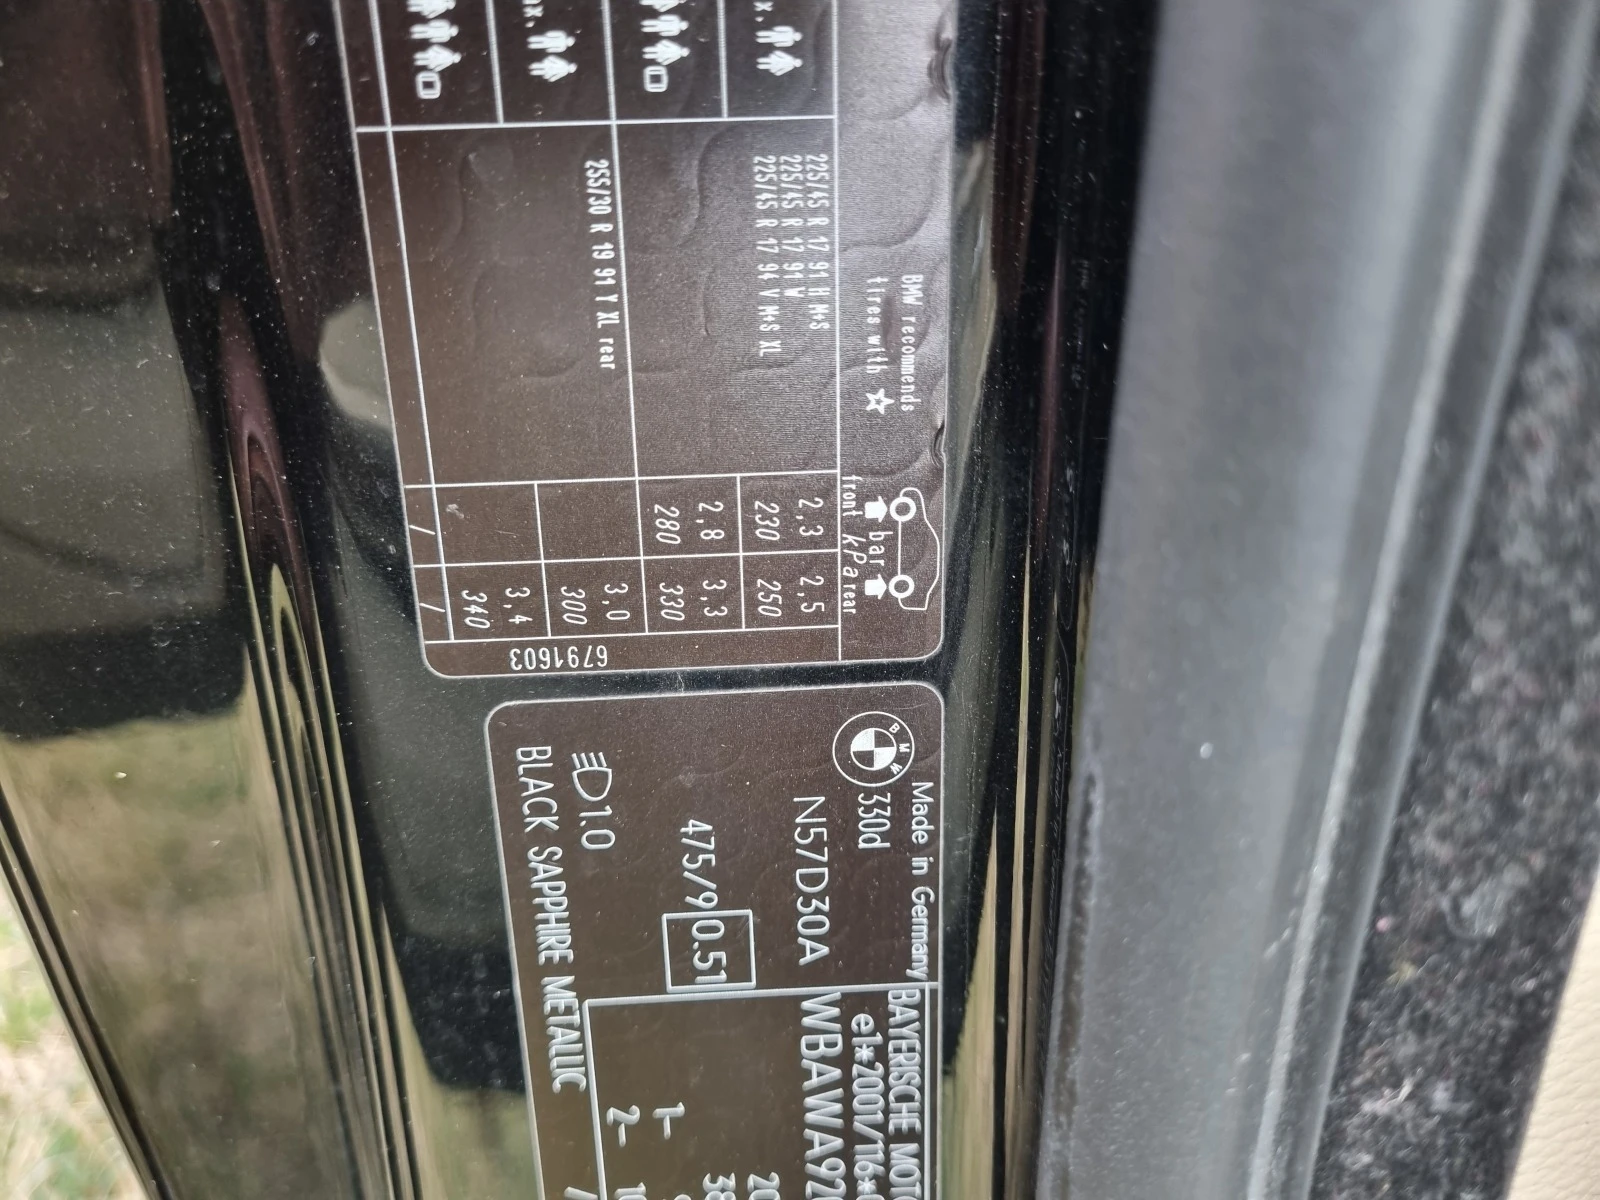 BMW recommends
tires with
bar
front kPa rear
225/45 R 17 91 H M+S
225/45 R 17 91 W
225/45 R 17 94 V M+S XL
2,3 2,5
230 250
2,8 3,3
280 330
255/30 R 19 91 Y XL rear
3,0
300
3,4
340
/ /
6791603
Made in Germany
BMW
330d
N57D30A
475/9 0.51
1.0
BLACK SAPPHIRE METALLIC
BAYERISCHE
e1*2001/116*
WBAWA92
1-
2-